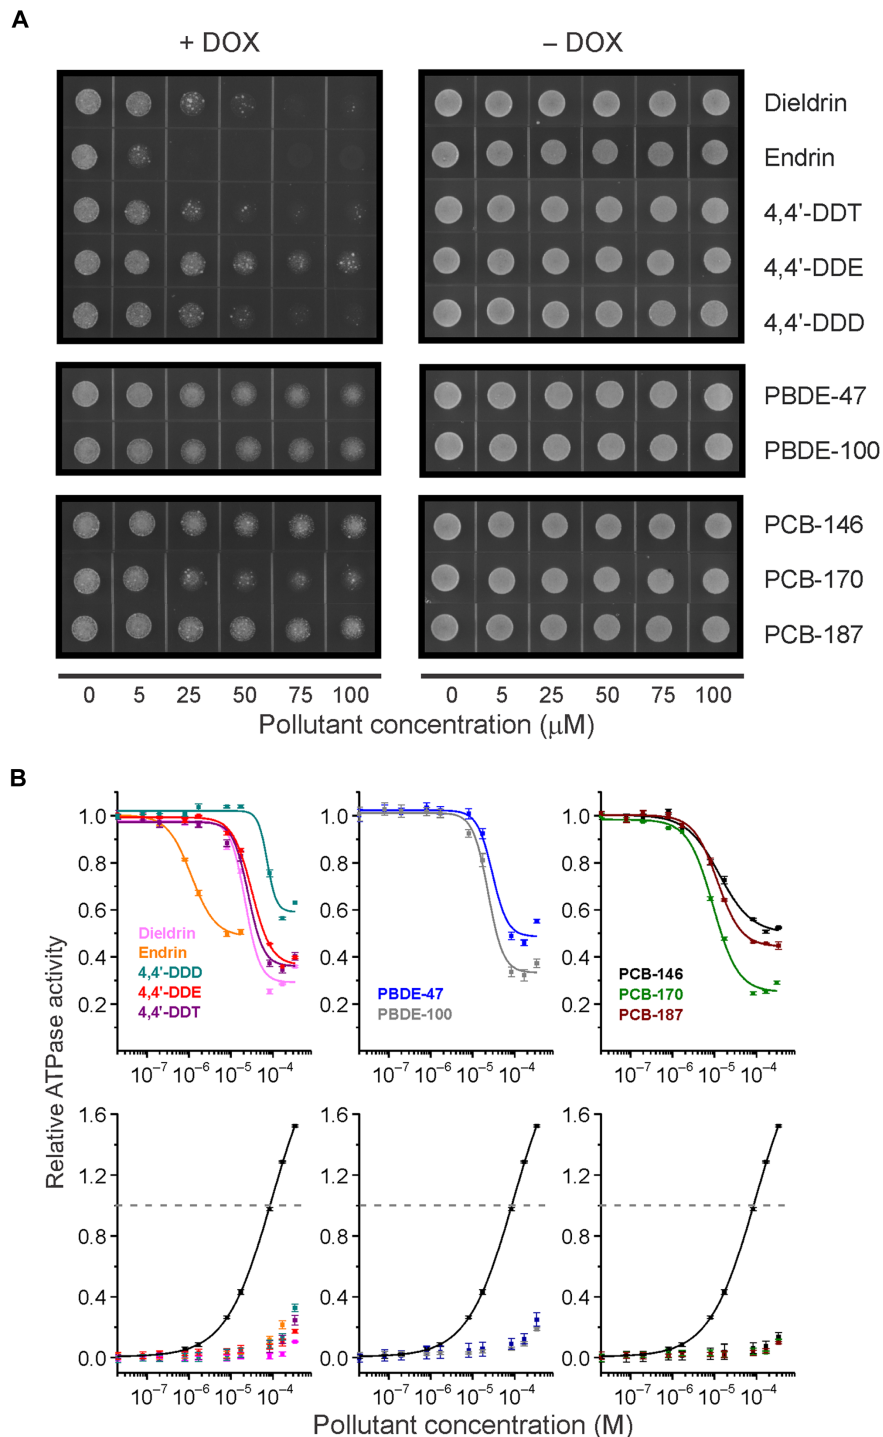 A
+ DOX
– DOX
Dieldrin
Endrin
4,4'-DDT
4,4'-DDE
4,4'-DDD
PBDE-47
PBDE-100
PCB-146
PCB-170
PCB-187
0 5 25 50 75 100
0 5 25 50 75 100
Pollutant concentration (µM)
B
Relative ATPase activity
1.0
0.8
0.6
0.4
0.2
Dieldrin
Endrin
4,4'-DDD
4,4'-DDE
4,4'-DDT
10⁻⁷ 10⁻⁶ 10⁻⁵ 10⁻⁴
1.0
0.8
0.6
0.4
0.2
PBDE-47
PBDE-100
10⁻⁷ 10⁻⁶ 10⁻⁵ 10⁻⁴
1.0
0.8
0.6
0.4
0.2
PCB-146
PCB-170
PCB-187
10⁻⁷ 10⁻⁶ 10⁻⁵ 10⁻⁴
1.6
1.2
0.8
0.4
0.0
10⁻⁷ 10⁻⁶ 10⁻⁵ 10⁻⁴
1.6
1.2
0.8
0.4
0.0
10⁻⁷ 10⁻⁶ 10⁻⁵ 10⁻⁴
1.6
1.2
0.8
0.4
0.0
10⁻⁷ 10⁻⁶ 10⁻⁵ 10⁻⁴
Pollutant concentration (M)